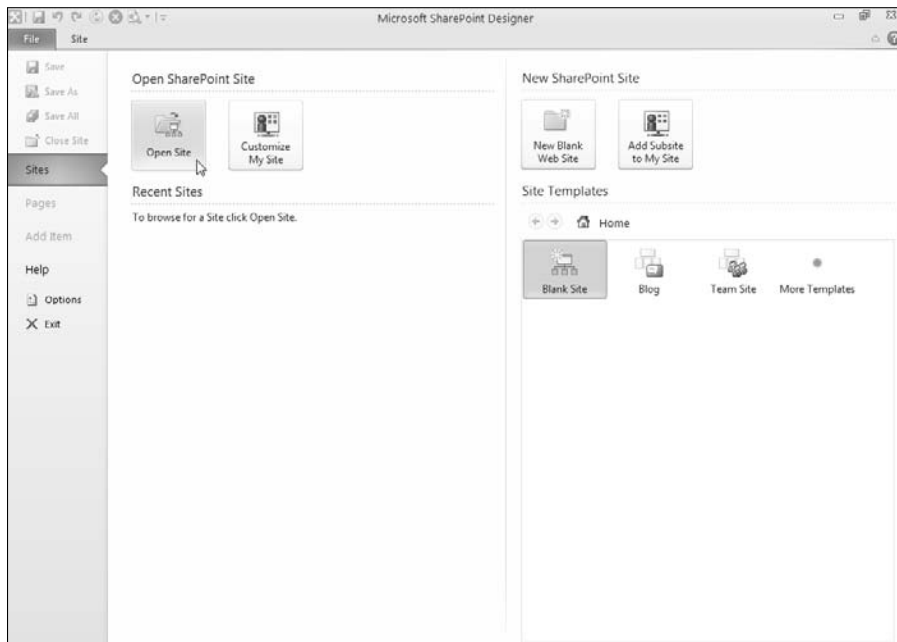 Microsoft SharePoint Designer
File
Site
Save
Save As
Save All
Close Site
Sites
Pages
Add Item
Help
Options
Exit
Open SharePoint Site
Open Site
Customize
My Site
Recent Sites
To browse for a Site click Open Site.
New SharePoint Site
New Blank
Web Site
Add Subsite
to My Site
Site Templates
Home
Blank Site
Blog
Team Site
More Templates